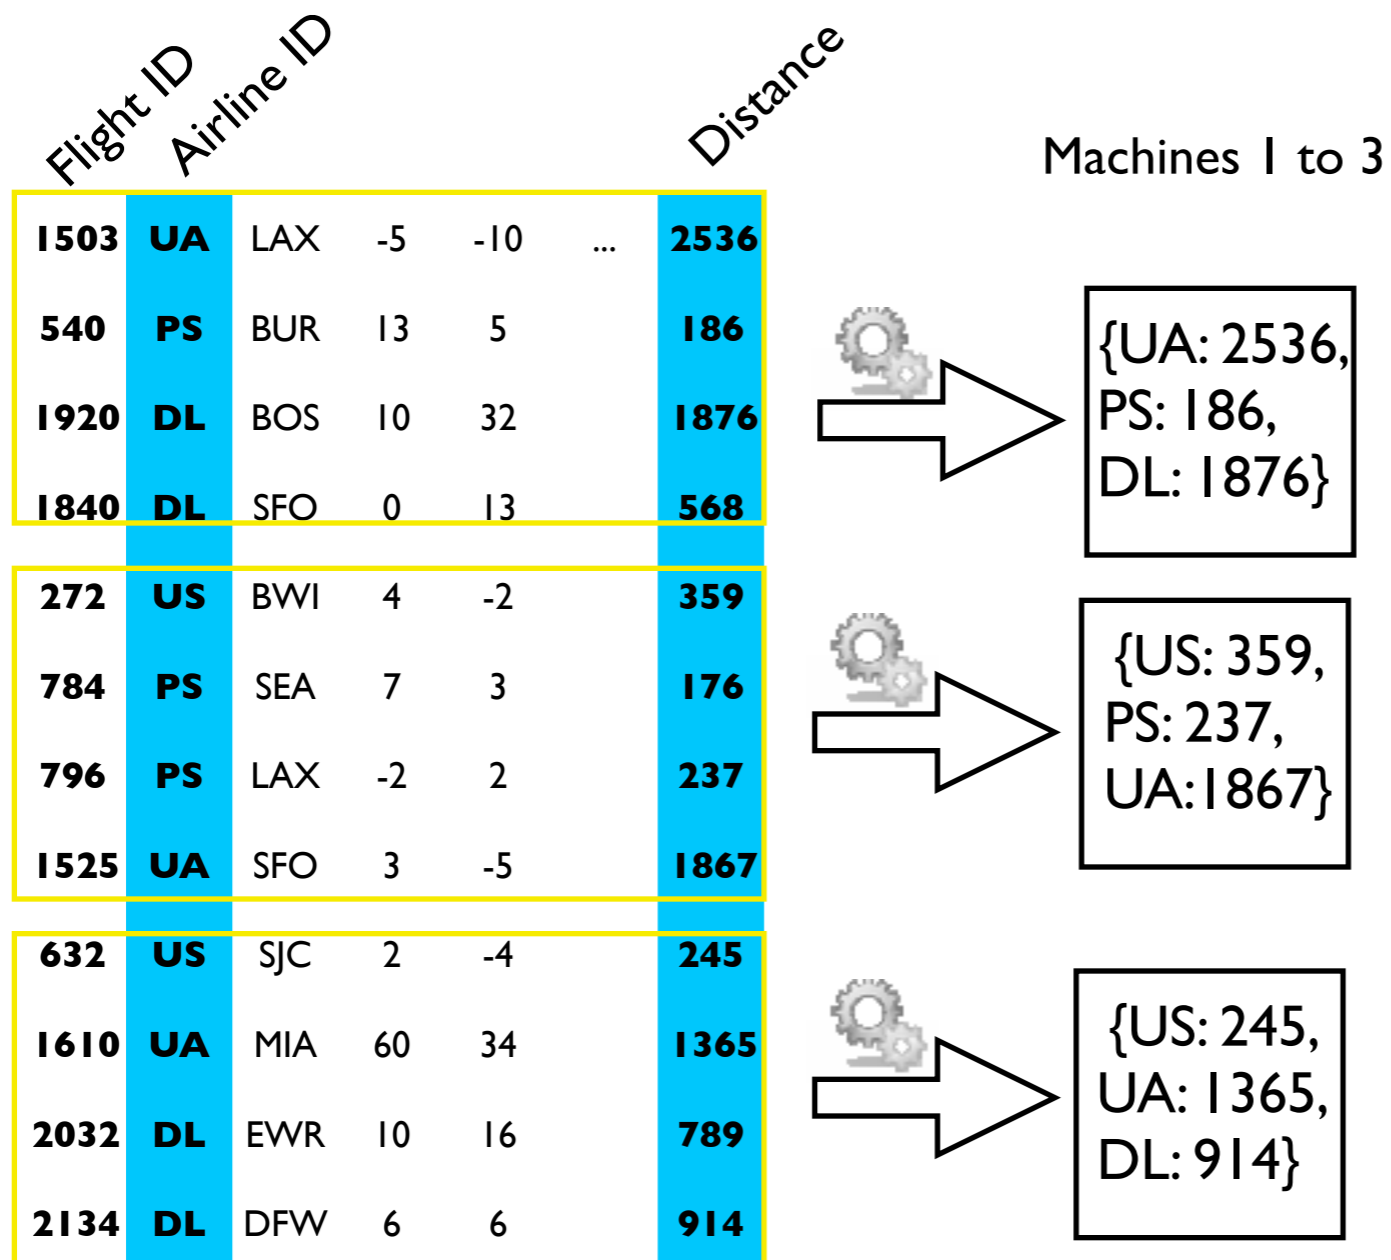 Flight ID
Airline ID
Distance
Machines 1 to 3
1503 UA LAX -5 -10 ... 2536
540 PS BUR 13 5 186
1920 DL BOS 10 32 1876
1840 DL SFO 0 13 568
{UA: 2536,
PS: 186,
DL: 1876}
272 US BWI 4 -2 359
784 PS SEA 7 3 176
796 PS LAX -2 2 237
1525 UA SFO 3 -5 1867
{US: 359,
PS: 237,
UA:1867}
632 US SJC 2 -4 245
1610 UA MIA 60 34 1365
2032 DL EWR 10 16 789
2134 DL DFW 6 6 914
{US: 245,
UA: 1365,
DL: 914}